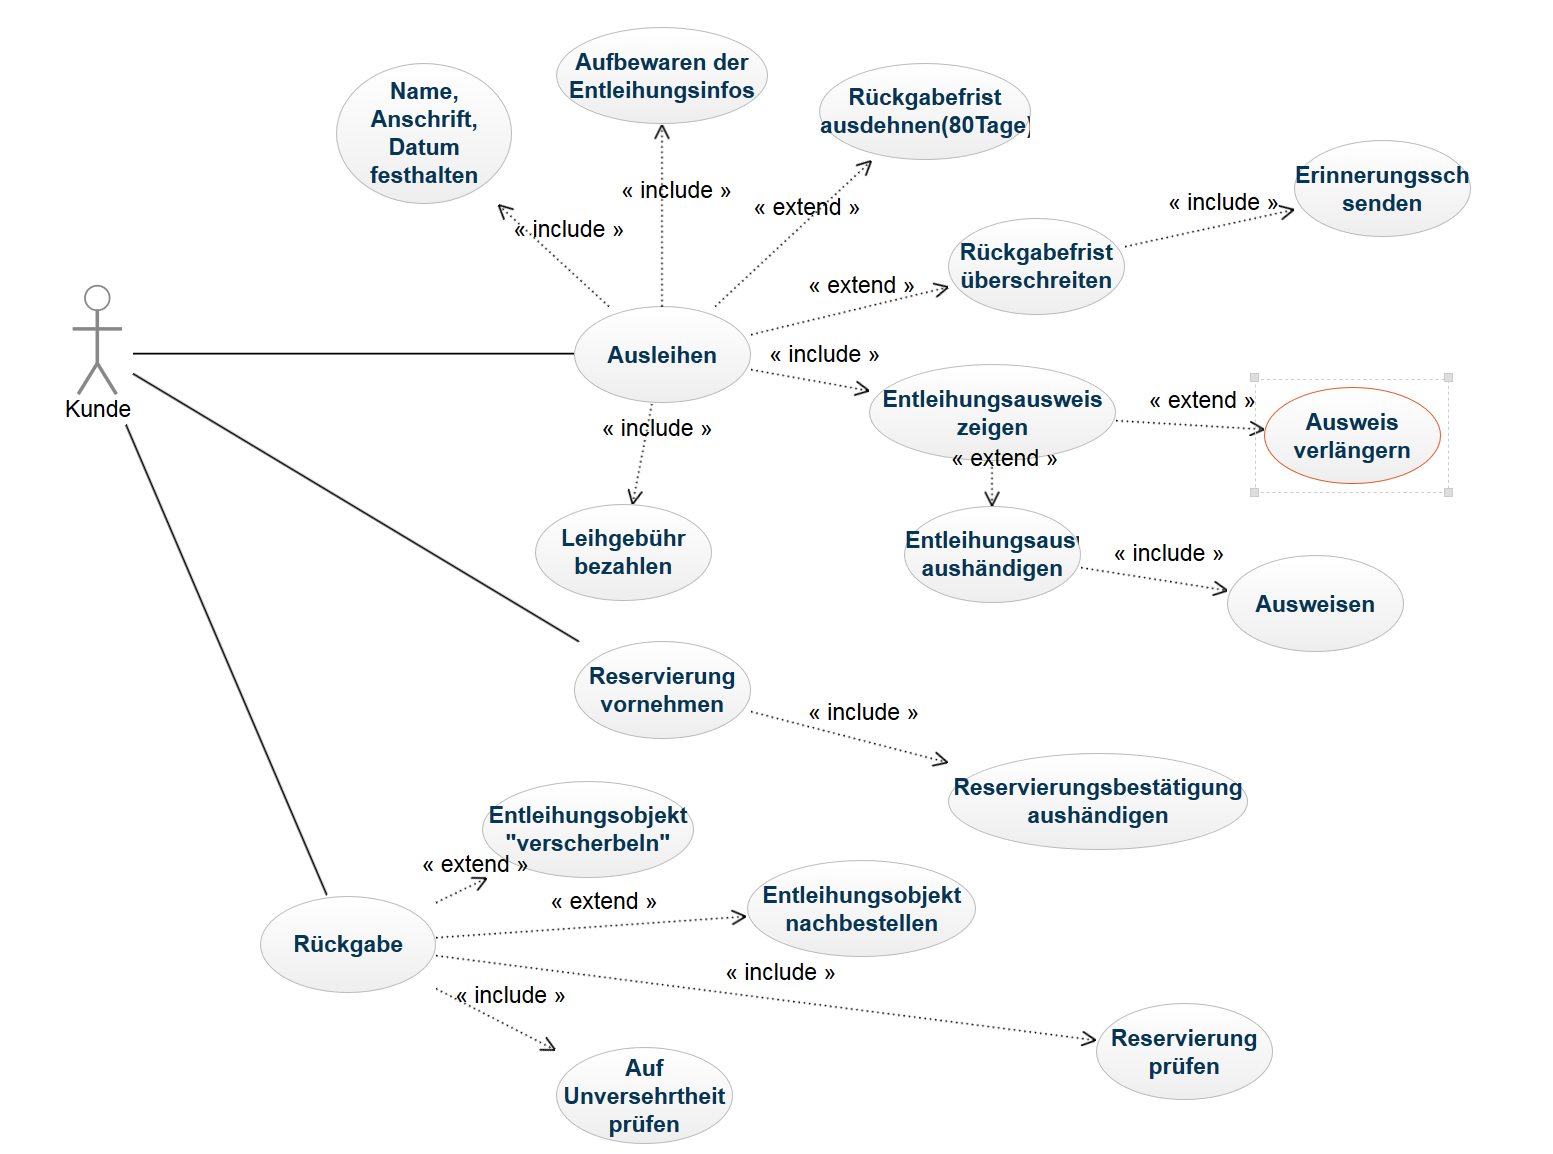 Aufbewaren der
Entleihungsinfos
Name,
Anschrift,
Datum
festhalten
Rückgabefrist
ausdehnen(80Tage)
« include »
« include »
« extend »
Erinnerungssch
senden
« include »
Rückgabefrist
überschreiten
« extend »
Kunde
Ausleihen
« include »
Entleihungsausweis
zeigen
« extend »
Ausweis
verlängern
« include »
« extend »
Leihgebühr
bezahlen
Entleihungsaus
aushändigen
« include »
Ausweisen
Reservierung
vornehmen
« include »
Reservierungsbestätigung
aushändigen
Entleihungsobjekt
"verscherbeln"
« extend »
« extend »
Entleihungsobjekt
nachbestellen
Rückgabe
« include »
« include »
Reservierung
prüfen
Auf
Unversehrtheit
prüfen